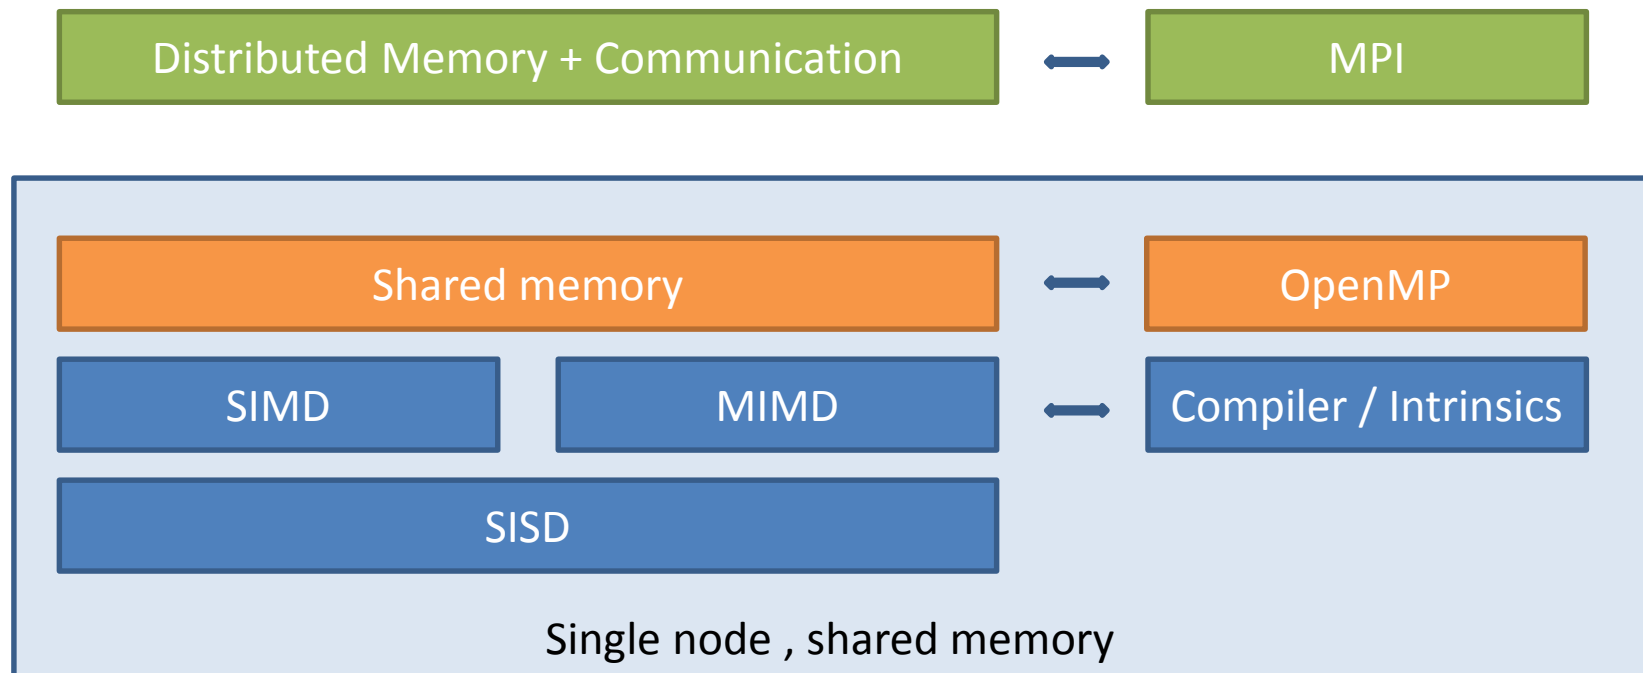 Distributed Memory + Communication
MPI
Shared memory
OpenMP
SIMD
MIMD
Compiler / Intrinsics
SISD
Single node , shared memory